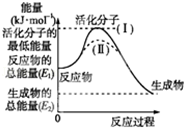 能量
(kJ·mol⁻¹)
活化分子
的最低能量
反应物的
总能量(E₁)
生成物的
总能量(E₂)
0
活化分子
(Ⅰ)
(Ⅱ)
反应物
生成物
反应过程